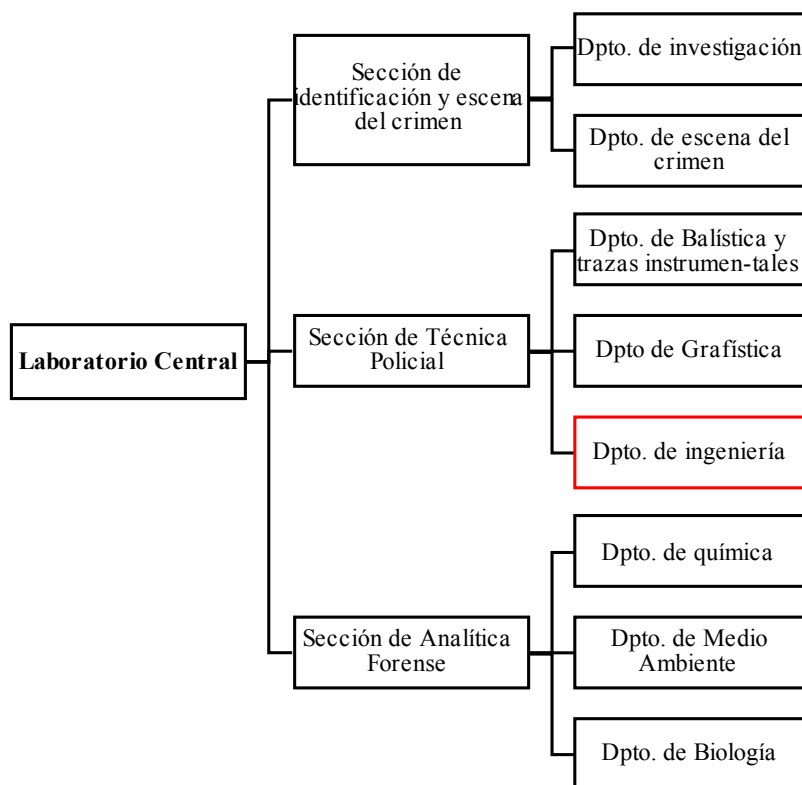 Dpto. de investigación
Sección de
identificación y escena
del crimen
Dpto. de escena del
crimen
Dpto. de Balística y
trazas instrumen-tales
Laboratorio Central
Sección de Técnica
Policial
Dpto de Grafística
Dpto. de ingeniería
Dpto. de química
Sección de Analítica
Forense
Dpto. de Medio
Ambiente
Dpto. de Biología